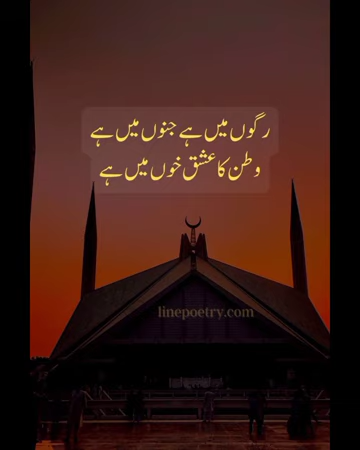 رگوں میں ہے جنوں میں ہے
وطن کا عشق خوں میں ہے
linepoetry.com